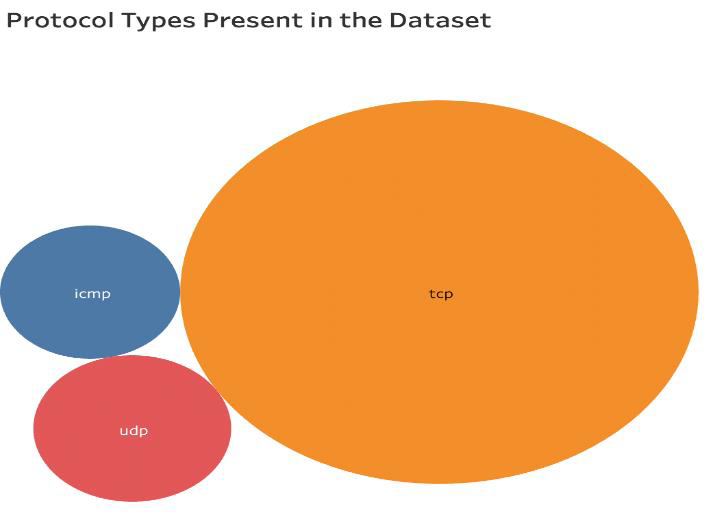 Protocol Types Present in the Dataset
icmp
tcp
udp